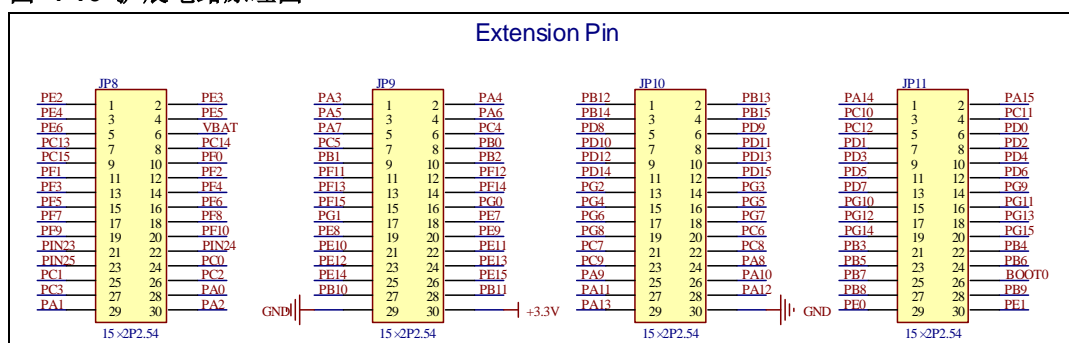 Extension Pin
JP8
PE2 1 2 PE3
PE4 3 4 PE5
PE6 5 6 VBAT
PC13 7 8 PC14
PC15 9 10 PF0
PF1 11 12 PF2
PF3 13 14 PF4
PF5 15 16 PF6
PF7 17 18 PF8
PF9 19 20 PF10
PIN23 21 22 PIN24
PIN25 23 24 PC0
PC1 25 26 PC2
PC3 27 28 PA0
PA1 29 30 PA2
15×2P2.54
JP9
PA3 1 2 PA4
PA5 3 4 PA6
PA7 5 6 PC4
PC5 7 8 PB0
PB1 9 10 PB2
PF11 11 12 PF12
PF13 13 14 PF14
PF15 15 16 PG0
PG1 17 18 PE7
PE8 19 20 PE9
PE10 21 22 PE11
PE12 23 24 PE13
PE14 25 26 PE15
PB10 27 28 PB11
GND 29 30 +3.3V
15×2P2.54
JP10
PB12 1 2 PB13
PB14 3 4 PB15
PD8 5 6 PD9
PD10 7 8 PD11
PD12 9 10 PD13
PD14 11 12 PD15
PG2 13 14 PG3
PG4 15 16 PG5
PG6 17 18 PG7
PG8 19 20 PC6
PC7 21 22 PC8
PC9 23 24 PA8
PA9 25 26 PA10
PA11 27 28 PA12
PA13 29 30 GND
15×2P2.54
JP11
PA14 1 2 PA15
PC10 3 4 PC11
PC12 5 6 PD0
PD1 7 8 PD2
PD3 9 10 PD4
PD5 11 12 PD6
PD7 13 14 PG9
PG10 15 16 PG11
PG12 17 18 PG13
PG14 19 20 PG15
PB3 21 22 PB4
PB5 23 24 PB6
PB7 25 26 BOOT0
PB8 27 28 PB9
PE0 29 30 PE1
15×2P2.54